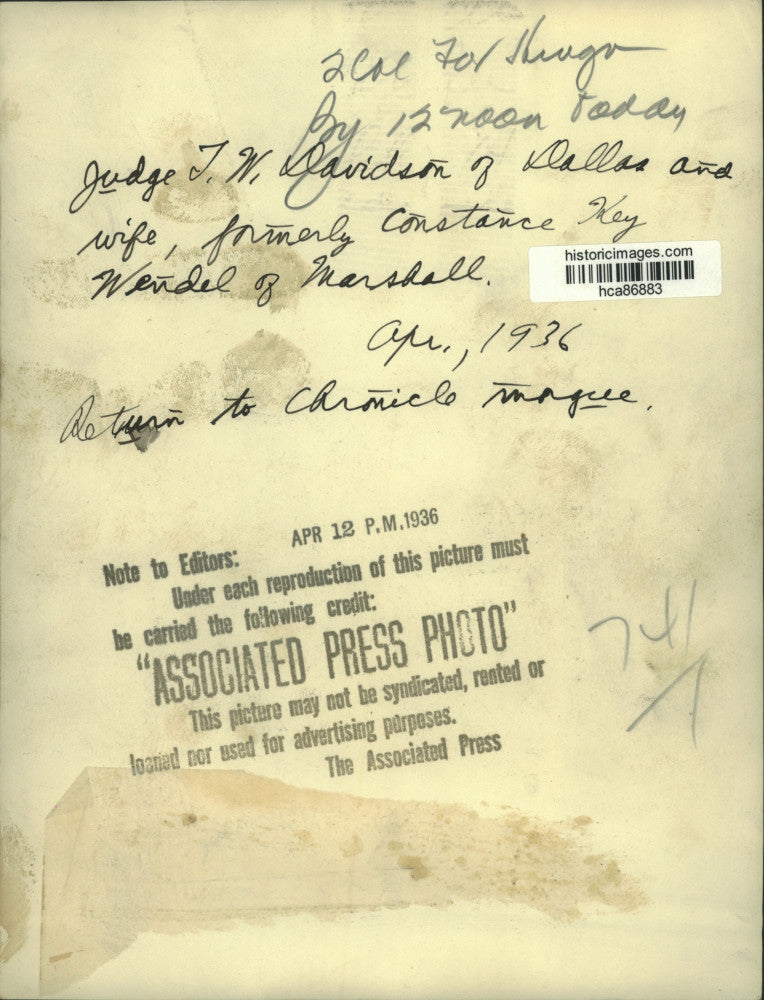 2 Col For Hugo
By 12 noon today
Judge T. W. Davidson of Dallas and
wife, formerly Constance Key
Wendel of Marshall.
historicimages.com
hca86883
Apr., 1936
Return to Chronicle morgue.
APR 12 P.M. 1936
Note to Editors:
Under each reproduction of this picture must
be carried the following credit:
"ASSOCIATED PRESS PHOTO"
This picture may not be syndicated, rented or
loaned nor used for advertising purposes.
The Associated Press